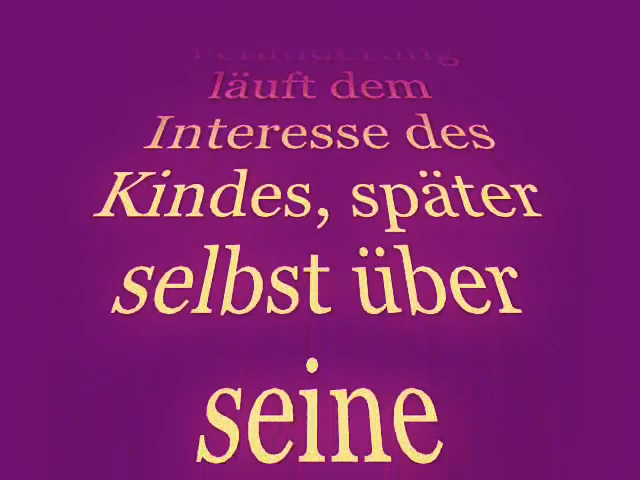 läuft dem
Interesse des
Kindes, später
selbst über
seine